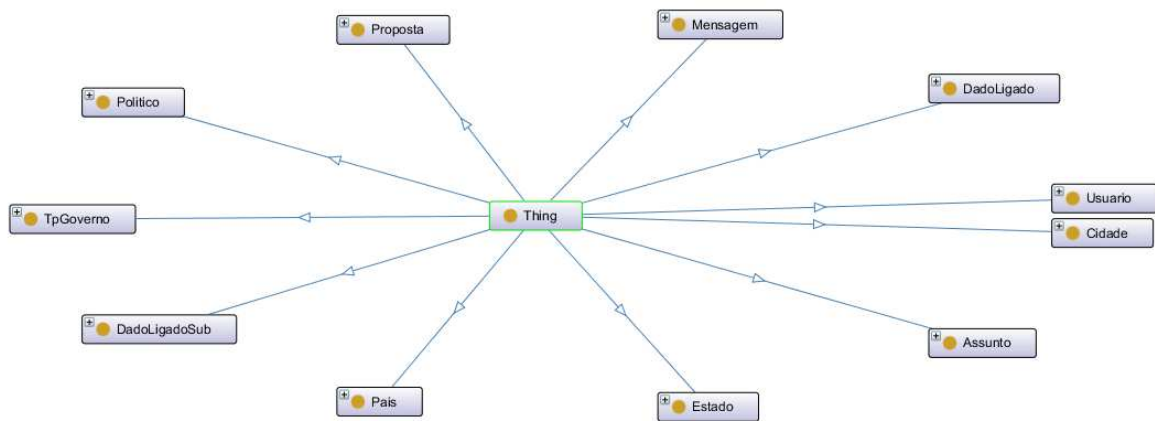 Proposta
Mensagem
Politico
DadoLigado
Usuario
TpGoverno
Thing
Cidade
DadoLigadoSub
Assunto
Pais
Estado